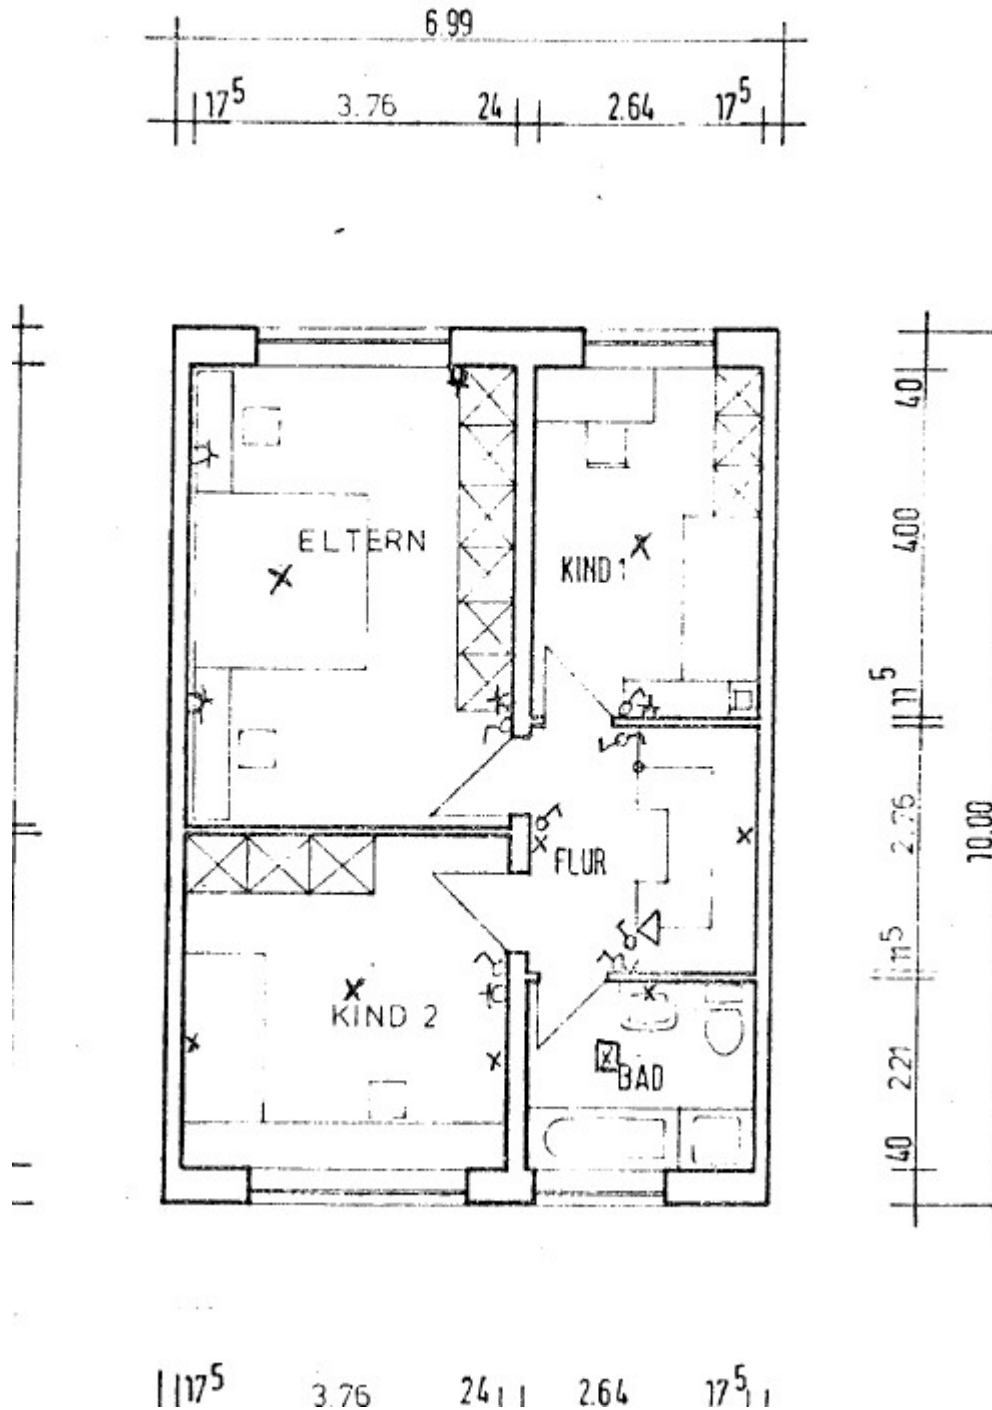 6.99
17⁵ 3.76 24 2.64 17⁵
40
ELTERN
4.00
KIND 1
11⁵
2.76
10.00
FLUR
11⁵
KIND 2
BAD
2.21
40
17⁵ 3.76 24 2.64 17⁵